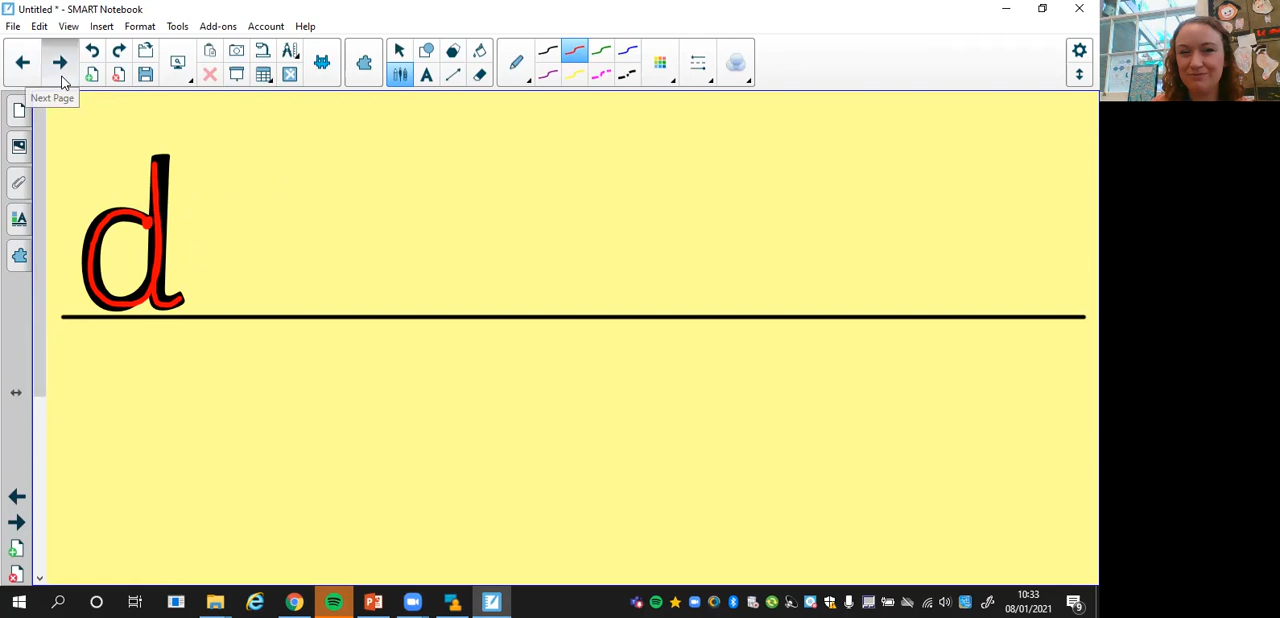 Untitled * - SMART Notebook
File Edit View Insert Format Tools Add-ons Account Help
Next Page
d
10:33
08/01/2021
9